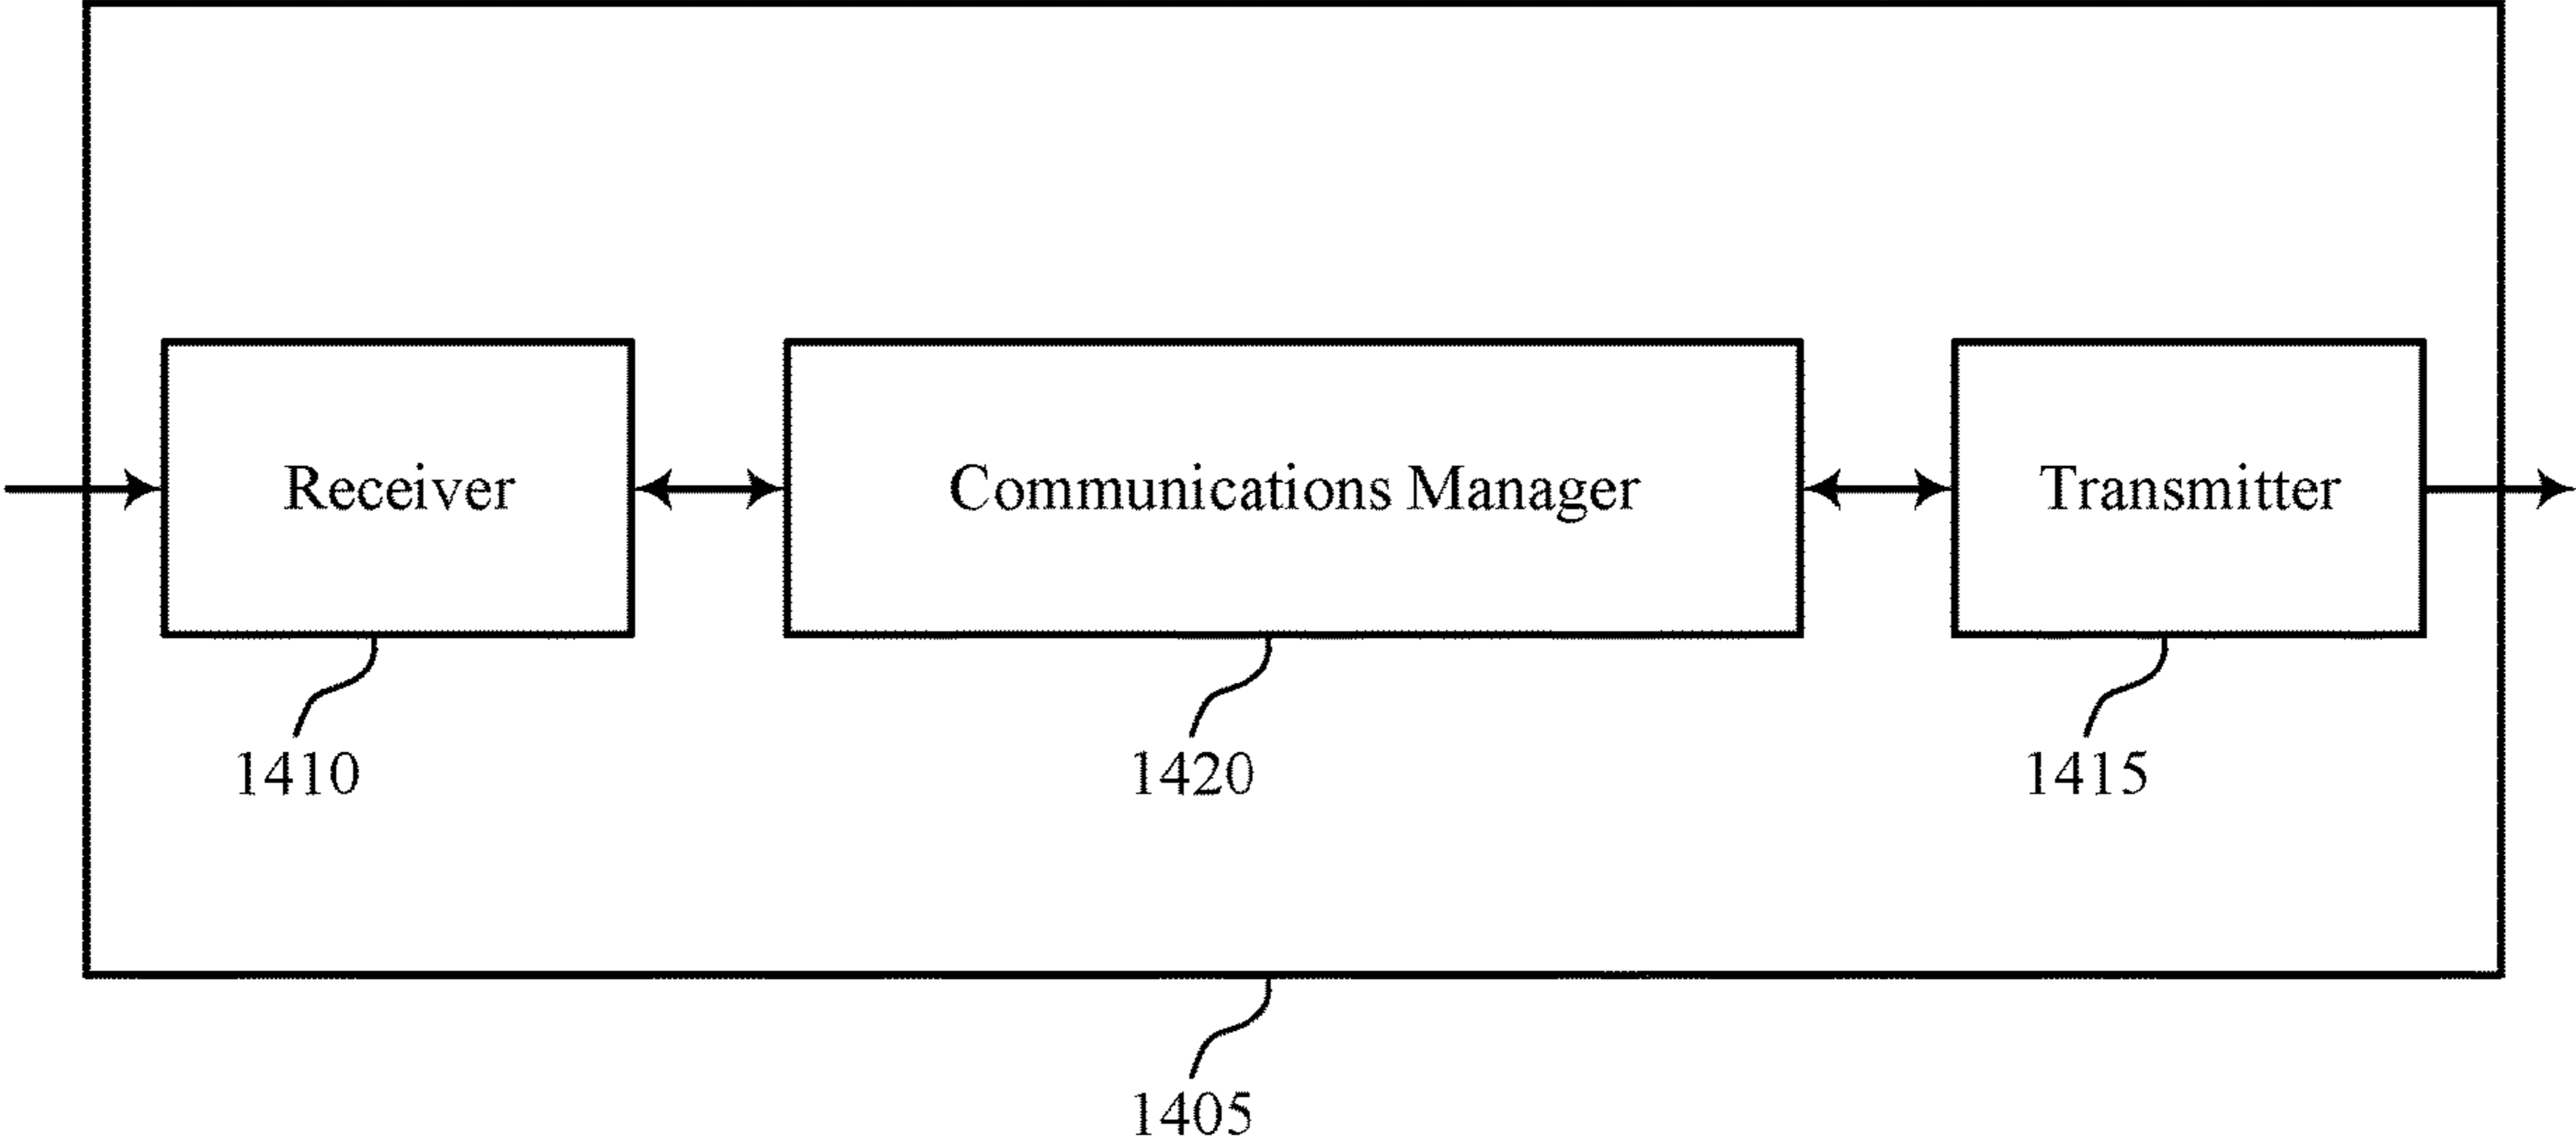 Receiver
Communications Manager
Transmitter
1410
1420
1415
1405